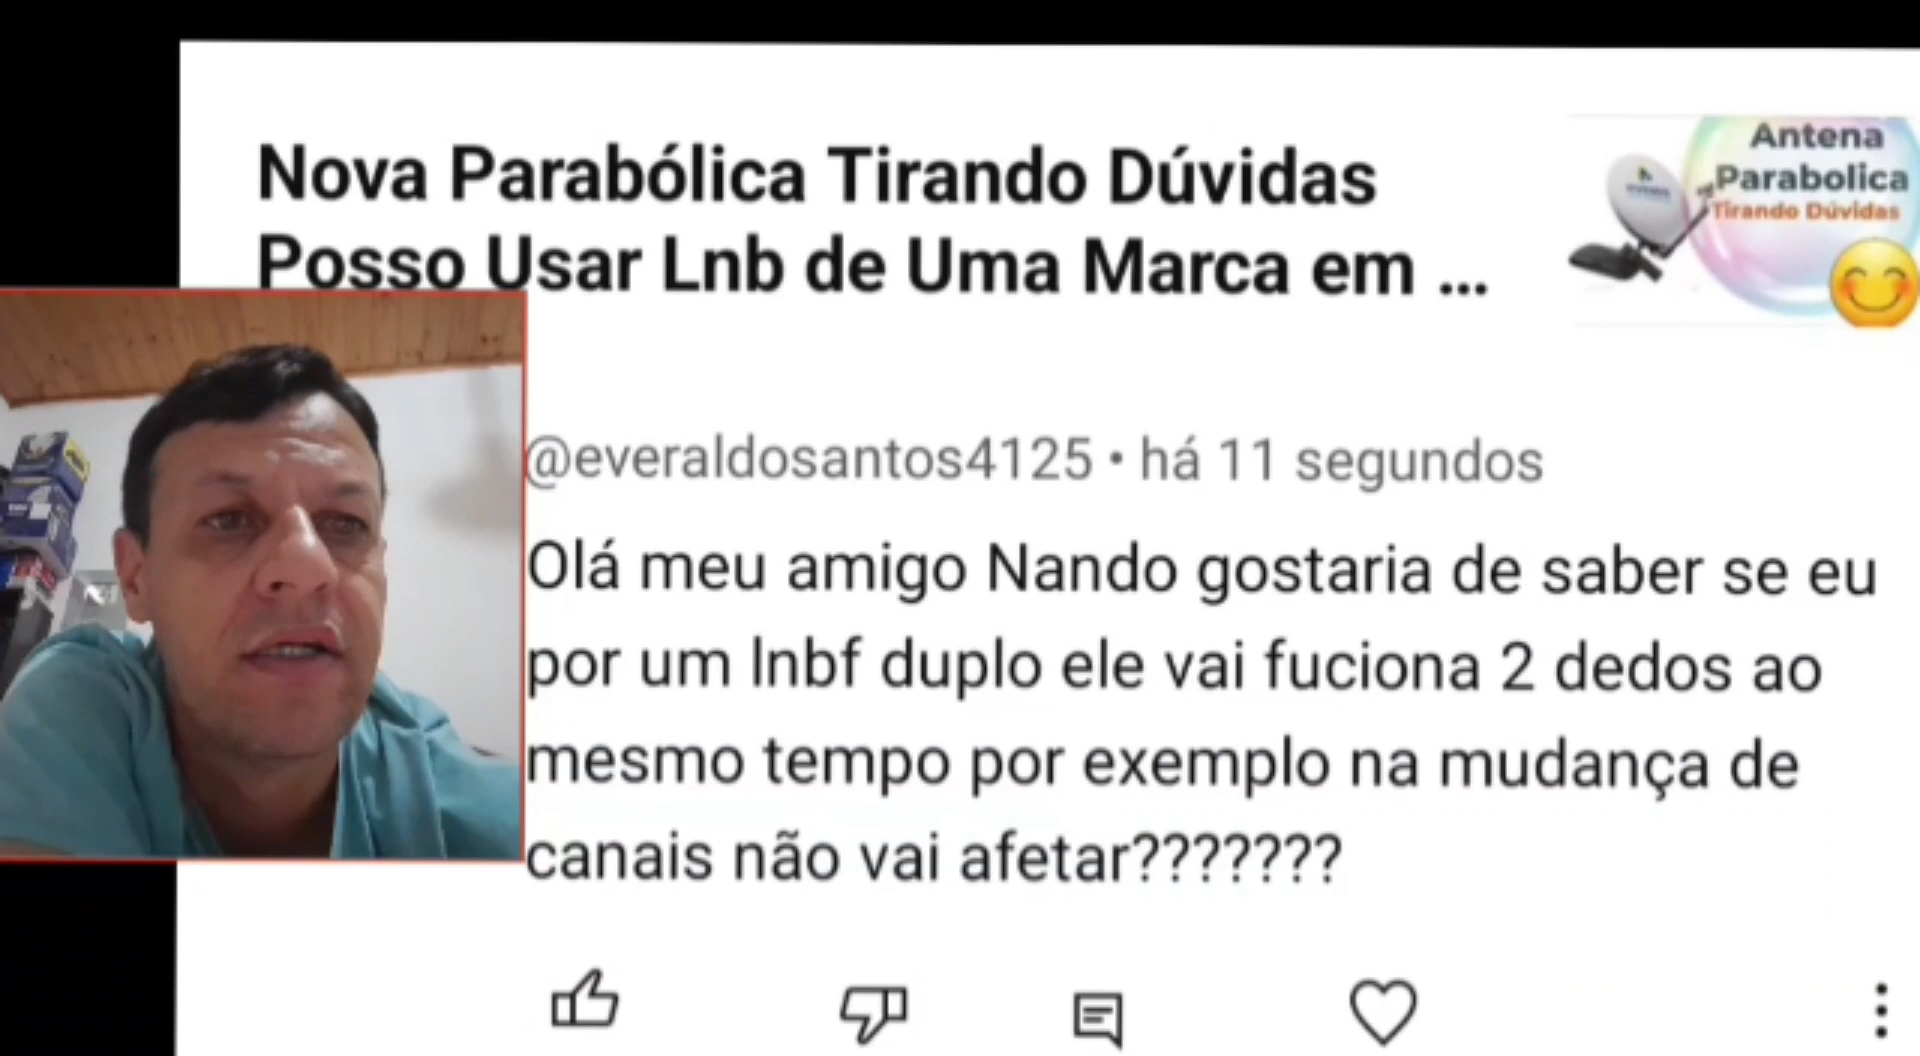 Nova Parabólica Tirando Dúvidas
Posso Usar Lnb de Uma Marca em ...
Antena
Parabolica
Tirando Dúvidas
@everaldosantos4125 • há 11 segundos
Olá meu amigo Nando gostaria de saber se eu
por um lnbf duplo ele vai fuciona 2 dedos ao
mesmo tempo por exemplo na mudança de
canais não vai afetar???????